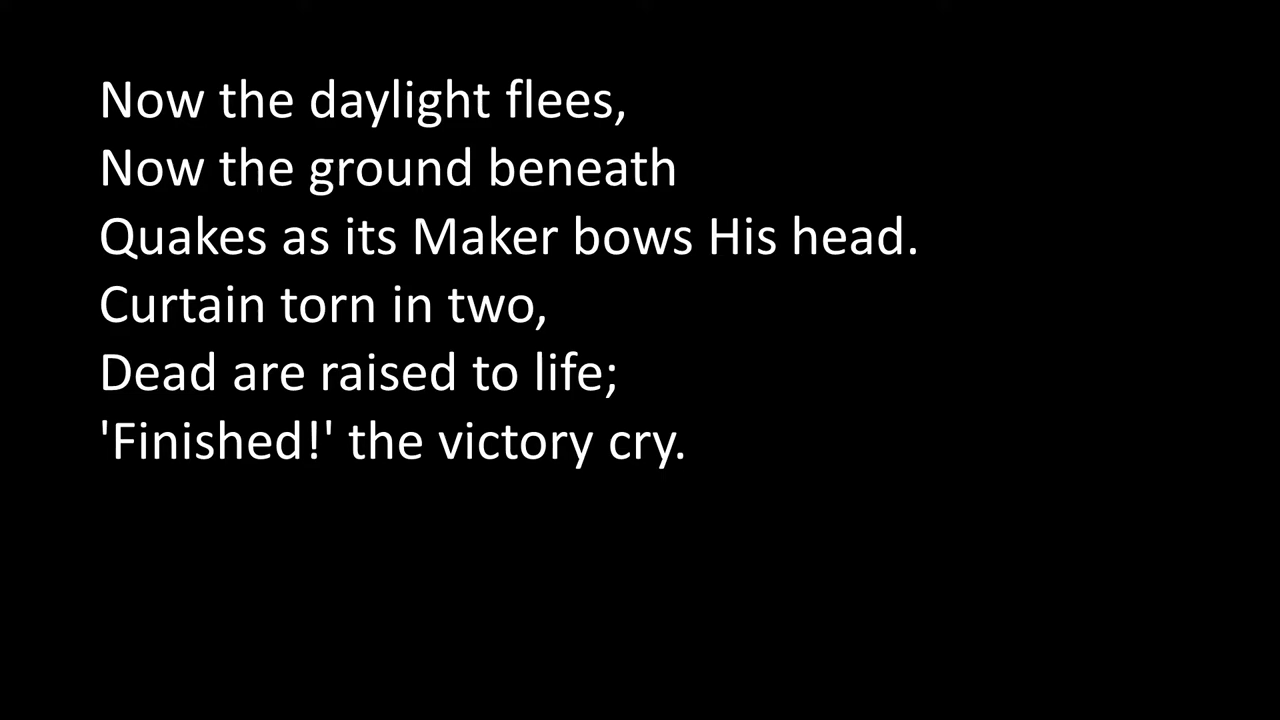 Now the daylight flees,
Now the ground beneath
Quakes as its Maker bows His head.
Curtain torn in two,
Dead are raised to life;
'Finished!' the victory cry.